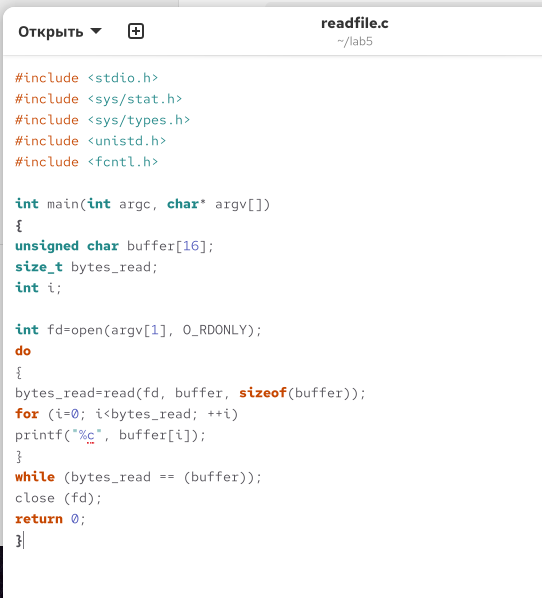 Открыть
readfile.c
~/lab5
#include <stdio.h>
#include <sys/stat.h>
#include <sys/types.h>
#include <unistd.h>
#include <fcntl.h>
int main(int argc, char* argv[])
{
unsigned char buffer[16];
size_t bytes_read;
int i;
int fd=open(argv[1], O_RDONLY);
do
{
bytes_read=read(fd, buffer, sizeof(buffer));
for (i=0; i<bytes_read; ++i)
printf("%c", buffer[i]);
}
while (bytes_read == (buffer));
close (fd);
return 0;
}